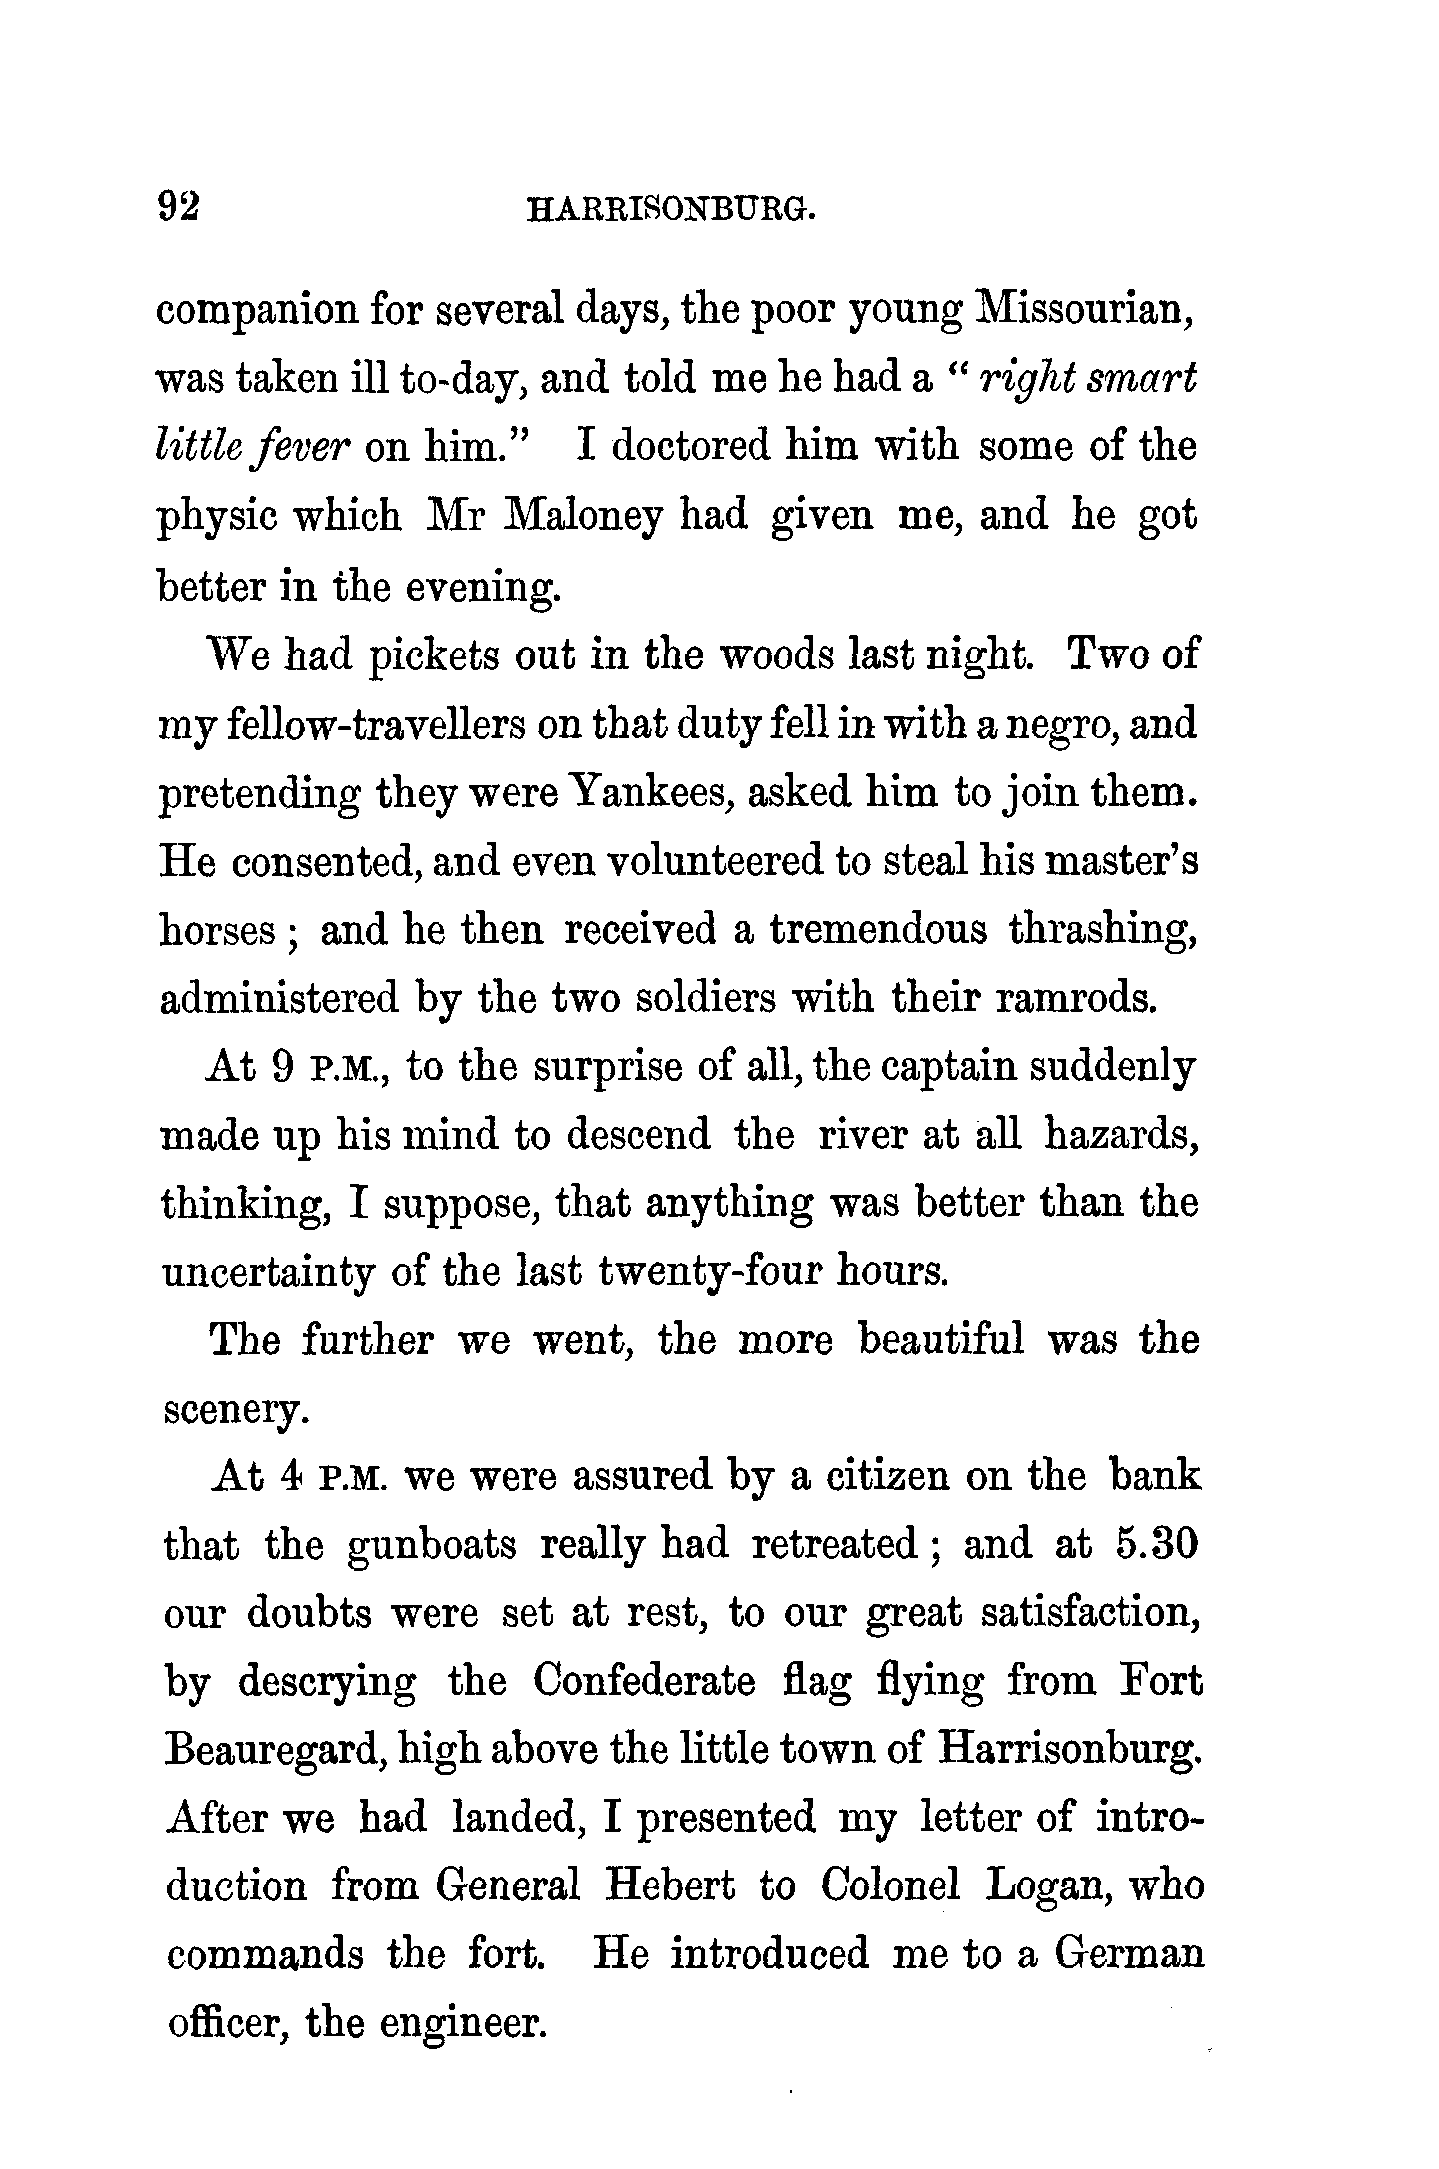 92 HARRISONBURG.
companion for several days, the poor young Missourian,
was taken ill to-day, and told me he had a “ right smart
little fever on him.” I doctored him with some of the
physic which Mr Maloney had given me, and he got
better in the evening.
We had pickets out in the woods last night. Two of
my fellow-travellers on that duty fell in with a negro, and
pretending they were Yankees, asked him to join them.
He consented, and even volunteered to steal his master’s
horses ; and he then received a tremendous thrashing,
administered by the two soldiers with their ramrods.
At 9 P.M., to the surprise of all, the captain suddenly
made up his mind to descend the river at all hazards,
thinking, I suppose, that anything was better than the
uncertainty of the last twenty-four hours.
The further we went, the more beautiful was the
scenery.
At 4 P.M. we were assured by a citizen on the bank
that the gunboats really had retreated ; and at 5.30
our doubts were set at rest, to our great satisfaction,
by descrying the Confederate flag flying from Fort
Beauregard, high above the little town of Harrisonburg.
After we had landed, I presented my letter of intro-
duction from General Hebert to Colonel Logan, who
commands the fort. He introduced me to a German
officer, the engineer.